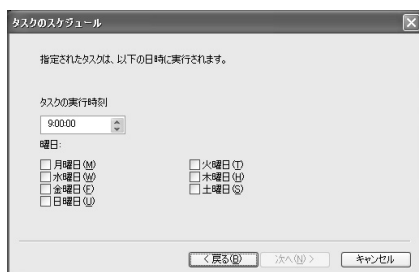 タスクのスケジュール
指定されたタスクは、以下の日時に実行されます。
タスクの実行時刻
9:00:00
曜日:
月曜日(M) 火曜日(T)
水曜日(W) 木曜日(H)
金曜日(F) 土曜日(S)
日曜日(U)
< 戻る(B) 次へ(N) > キャンセル